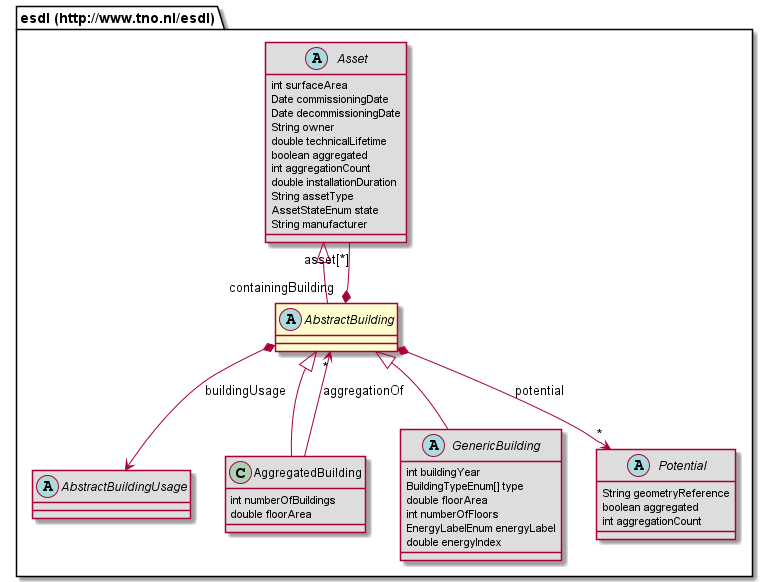 esdl (http://www.tno.nl/esdl)
A Asset
int surfaceArea
Date commissioningDate
Date decommissioningDate
String owner
double technicalLifetime
boolean aggregated
int aggregationCount
double installationDuration
String assetType
AssetStateEnum state
String manufacturer
asset[*]
containingBuilding
A AbstractBuilding
buildingUsage
*
aggregationOf
potential
*
A AbstractBuildingUsage
C AggregatedBuilding
int numberOfBuildings
double floorArea
A GenericBuilding
int buildingYear
BuildingTypeEnum[] type
double floorArea
int numberOfFloors
EnergyLabelEnum energyLabel
double energyIndex
A Potential
String geometryReference
boolean aggregated
int aggregationCount